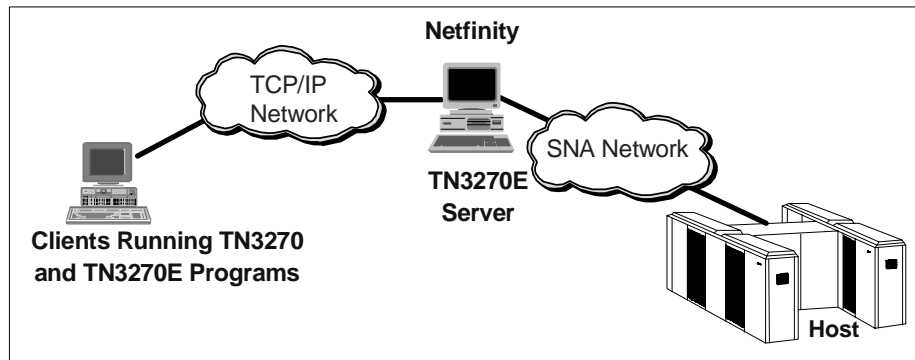 Netfinity
TCP/IP
Network
SNA Network
TN3270E
Server
Clients Running TN3270
and TN3270E Programs
Host